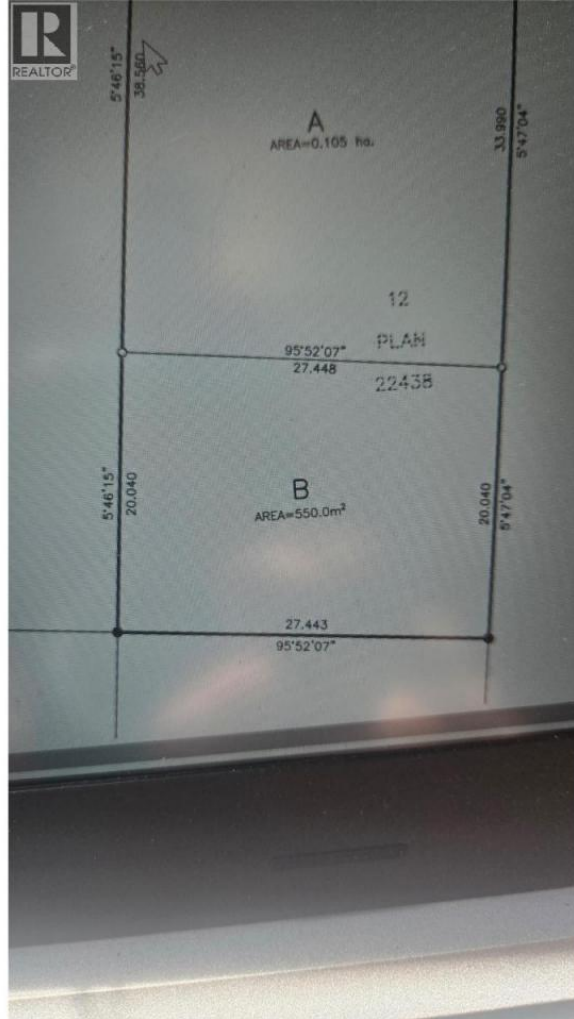 REALTOR®
5°46'15"
38.560
A
AREA=0.105 ha.
33.990
5°47'04"
12
PLAN
22438
95°52'07"
27.448
5°46'15"
20.040
B
AREA=550.0m²
20.040
5°47'04"
27.443
95°52'07"